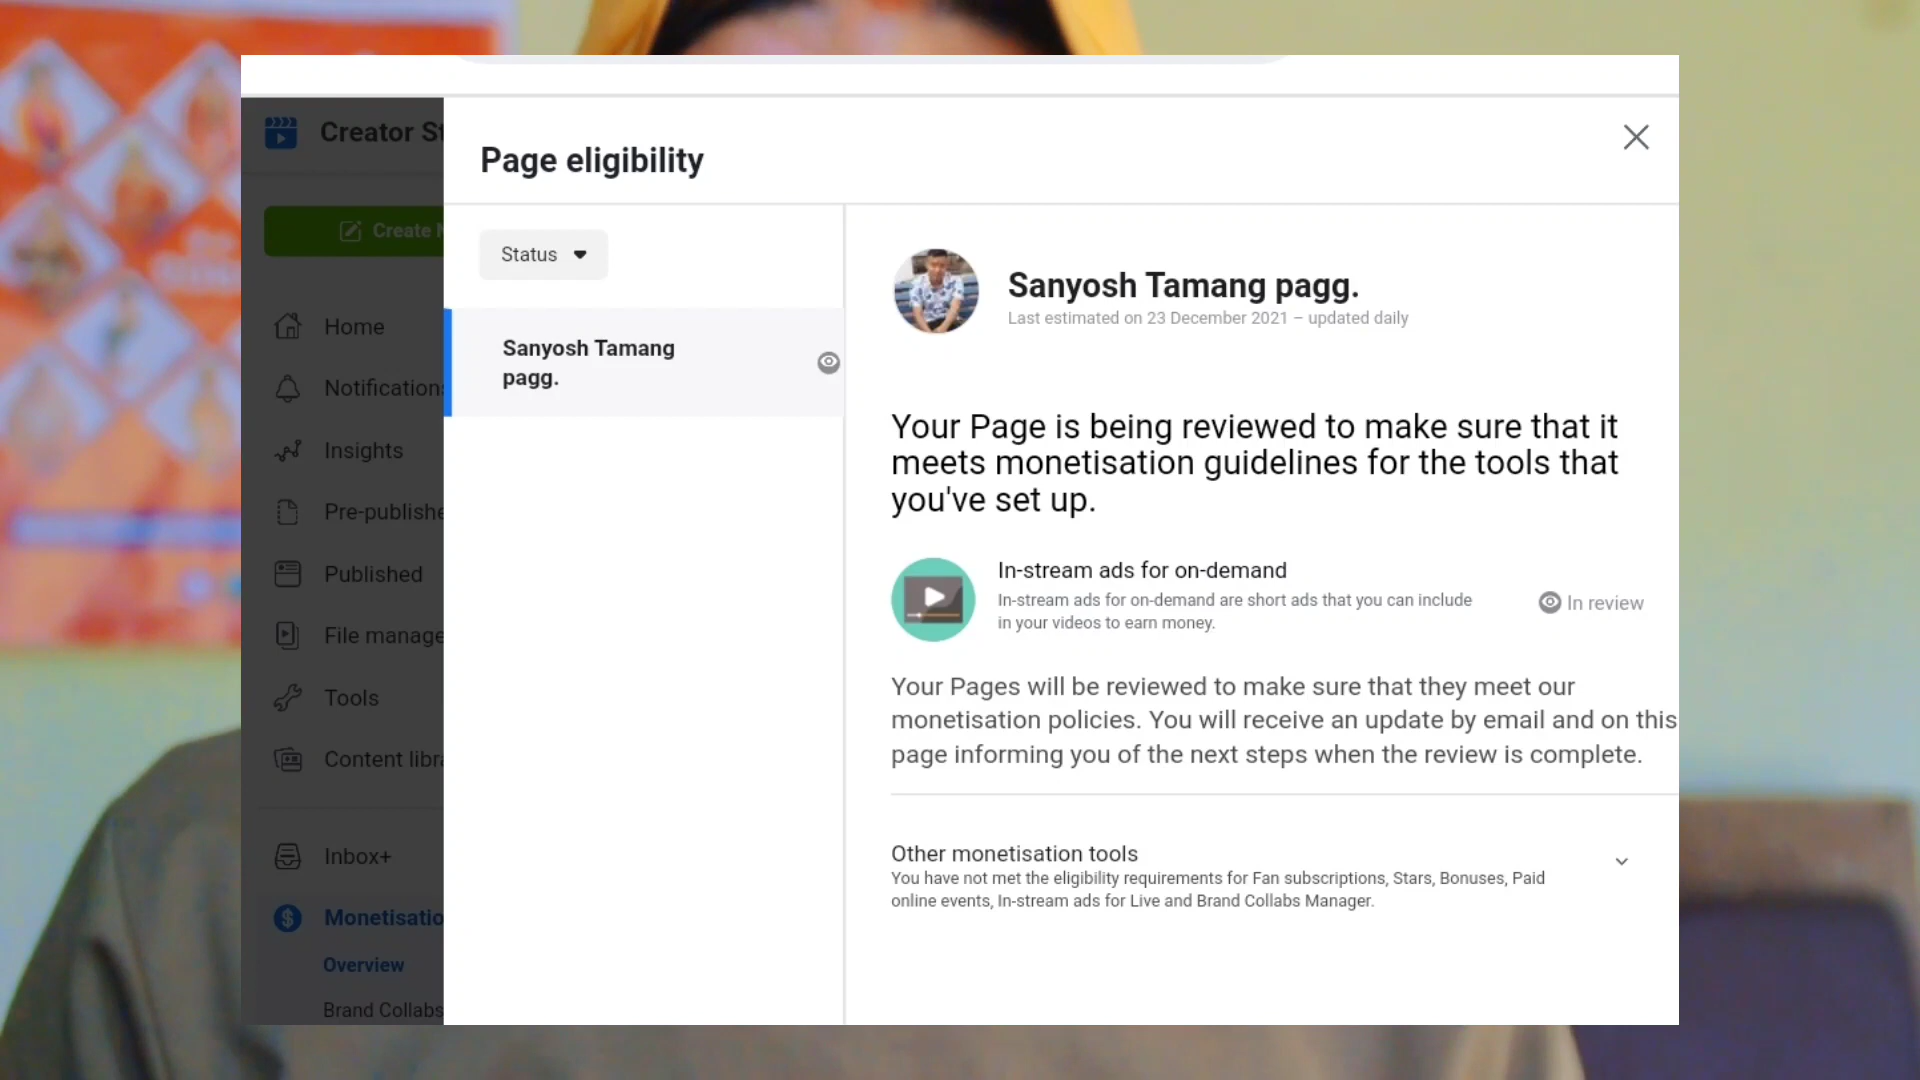 Creator St
Create
Home
Notifications
Insights
Pre-publishe
Published
File manage
Tools
Content libra
Inbox+
Monetisatio
Overview
Brand Collabs
Page eligibility
Status
Sanyosh Tamang
pagg.
Sanyosh Tamang pagg.
Last estimated on 23 December 2021 – updated daily
Your Page is being reviewed to make sure that it
meets monetisation guidelines for the tools that
you've set up.
In-stream ads for on-demand
In-stream ads for on-demand are short ads that you can include
in your videos to earn money.
In review
Your Pages will be reviewed to make sure that they meet our
monetisation policies. You will receive an update by email and on this
page informing you of the next steps when the review is complete.
Other monetisation tools
You have not met the eligibility requirements for Fan subscriptions, Stars, Bonuses, Paid
online events, In-stream ads for Live and Brand Collabs Manager.